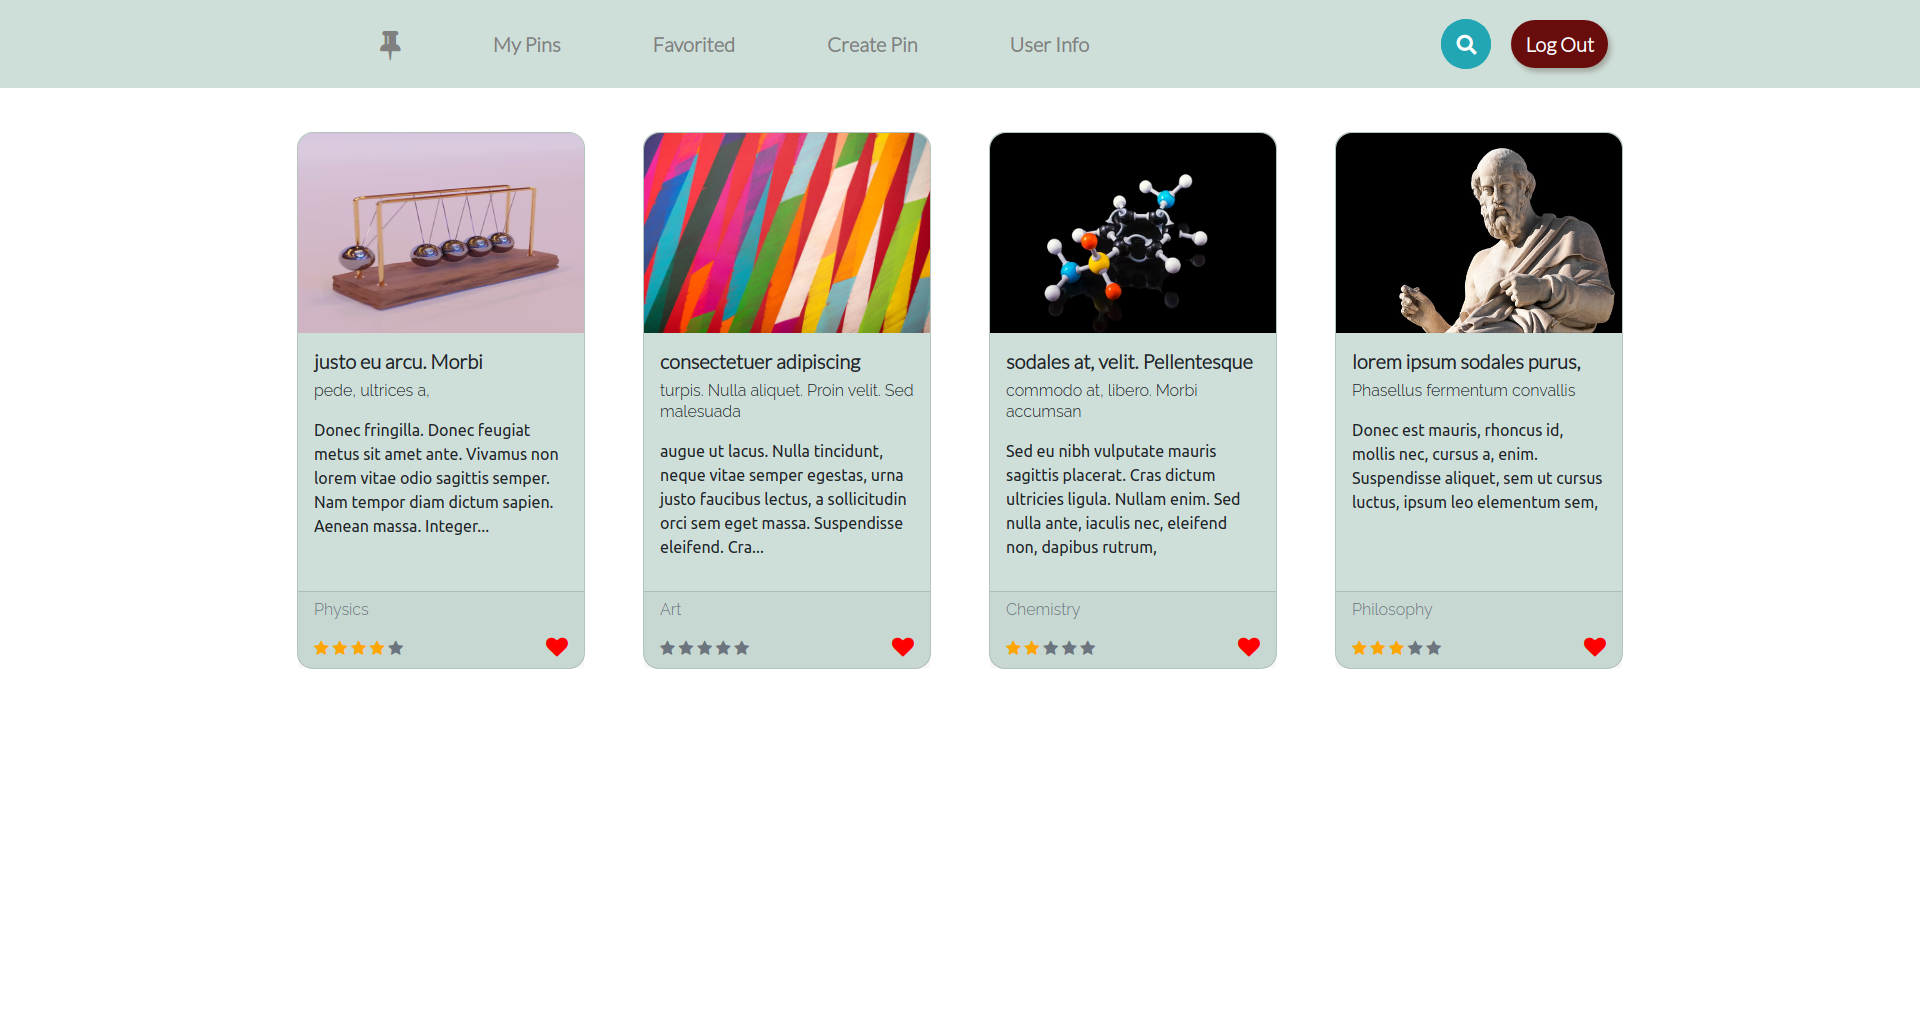 My Pins
Favorited
Create Pin
User Info
Log Out
justo eu arcu. Morbi
pede, ultrices a,
Donec fringilla. Donec feugiat
metus sit amet ante. Vivamus non
lorem vitae odio sagittis semper.
Nam tempor diam dictum sapien.
Aenean massa. Integer...
Physics
consectetuer adipiscing
turpis. Nulla aliquet. Proin velit. Sed
malesuada
augue ut lacus. Nulla tincidunt,
neque vitae semper egestas, urna
justo faucibus lectus, a sollicitudin
orci sem eget massa. Suspendisse
eleifend. Cra...
Art
sodales at, velit. Pellentesque
commodo at, libero. Morbi
accumsan
Sed eu nibh vulputate mauris
sagittis placerat. Cras dictum
ultricies ligula. Nullam enim. Sed
nulla ante, iaculis nec, eleifend
non, dapibus rutrum,
Chemistry
lorem ipsum sodales purus,
Phasellus fermentum convallis
Donec est mauris, rhoncus id,
mollis nec, cursus a, enim.
Suspendisse aliquet, sem ut cursus
luctus, ipsum leo elementum sem,
Philosophy